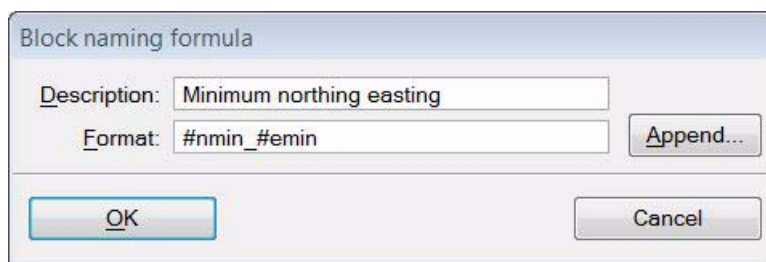 Block naming formula
Description: Minimum northing easting
Format: #nmin_#emin Append...
OK Cancel